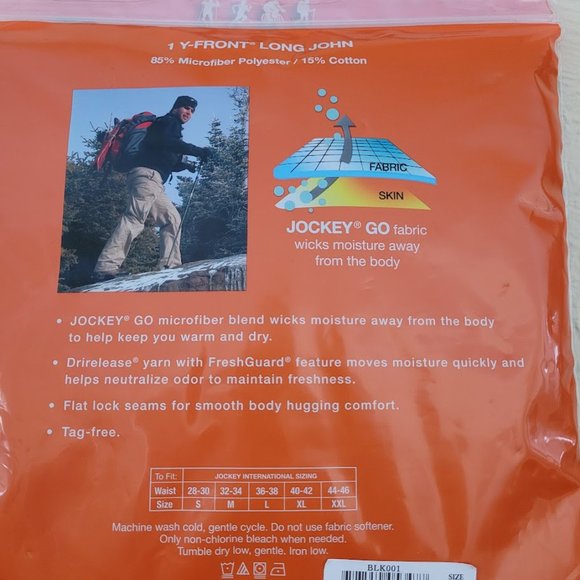 1 Y-FRONT® LONG JOHN
85% Microfiber Polyester / 15% Cotton
FABRIC
SKIN
JOCKEY® GO fabric
wicks moisture away
from the body
• JOCKEY® GO microfiber blend wicks moisture away from the body
to help keep you warm and dry.
• Drirelease® yarn with FreshGuard® feature moves moisture quickly and
helps neutralize odor to maintain freshness.
• Flat lock seams for smooth body hugging comfort.
• Tag-free.
To Fit: JOCKEY INTERNATIONAL SIZING
Waist 28-30 32-34 36-38 40-42 44-46
Size S M L XL XXL
Machine wash cold, gentle cycle. Do not use fabric softener.
Only non-chlorine bleach when needed.
Tumble dry low, gentle. Iron low.
BLK001 SIZE